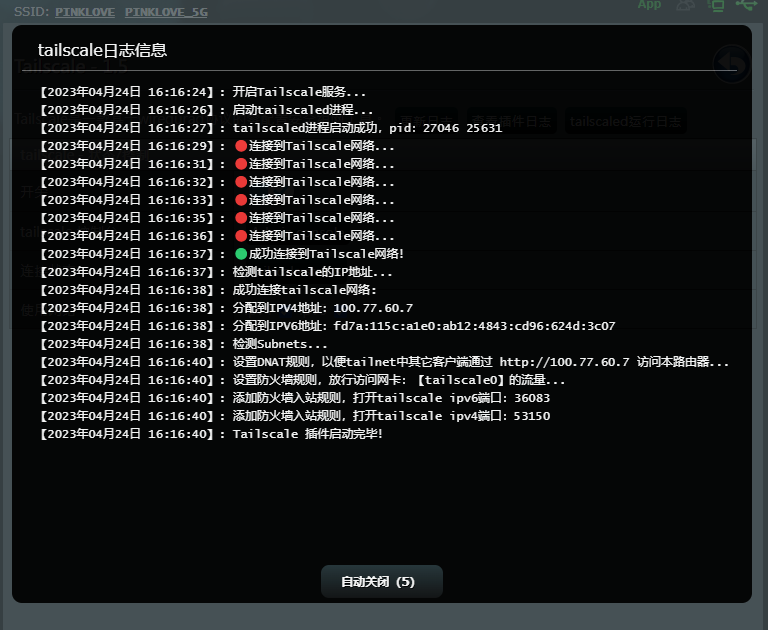 SSID: PINKLOVE PINKLOVE_5G App
tailscale日志信息
Tailscale - 1.5
【2023年04月24日 16:16:24】: 开启Tailscale服务...
【2023年04月24日 16:16:26】: 启动tailscaled进程...
插件日志 tailscaled运行日志
【2023年04月24日 16:16:27】: tailscaled进程启动成功，pid: 27046 25631
【2023年04月24日 16:16:29】: 🔴连接到Tailscale网络...
【2023年04月24日 16:16:31】: 🔴连接到Tailscale网络...
【2023年04月24日 16:16:32】: 🔴连接到Tailscale网络...
【2023年04月24日 16:16:33】: 🔴连接到Tailscale网络...
【2023年04月24日 16:16:35】: 🔴连接到Tailscale网络...
【2023年04月24日 16:16:36】: 🔴连接到Tailscale网络...
【2023年04月24日 16:16:37】: 🟢成功连接到Tailscale网络!
【2023年04月24日 16:16:37】: 检测tailscale的IP地址...
【2023年04月24日 16:16:38】: 成功连接tailscale网络:
【2023年04月24日 16:16:38】: 分配到IPV4地址: 100.77.60.7
【2023年04月24日 16:16:38】: 分配到IPV6地址: fd7a:115c:a1e0:ab12:4843:cd96:624d:3c07
【2023年04月24日 16:16:38】: 检测Subnets...
【2023年04月24日 16:16:40】: 设置DNAT规则，以便tailnet中其它客户端通过 http://100.77.60.7 访问本路由器...
【2023年04月24日 16:16:40】: 设置防火墙规则，放行访问网卡: 【tailscale0】的流量...
【2023年04月24日 16:16:40】: 添加防火墙入站规则，打开tailscale ipv6端口: 36083
【2023年04月24日 16:16:40】: 添加防火墙入站规则，打开tailscale ipv4端口: 53150
【2023年04月24日 16:16:40】: Tailscale 插件启动完毕!
自动关闭（5）